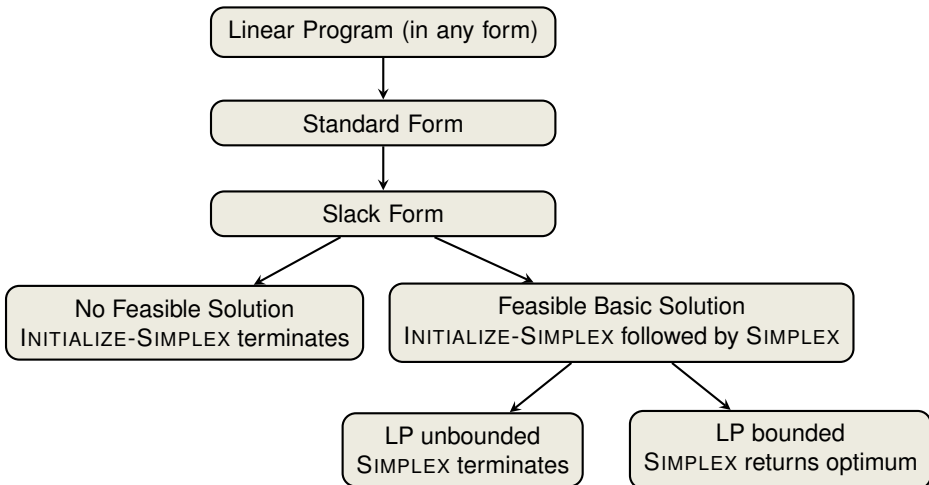 Linear Program (in any form)
Standard Form
Slack Form
No Feasible Solution
INITIALIZE-SIMPLEX terminates
Feasible Basic Solution
INITIALIZE-SIMPLEX followed by SIMPLEX
LP unbounded
SIMPLEX terminates
LP bounded
SIMPLEX returns optimum